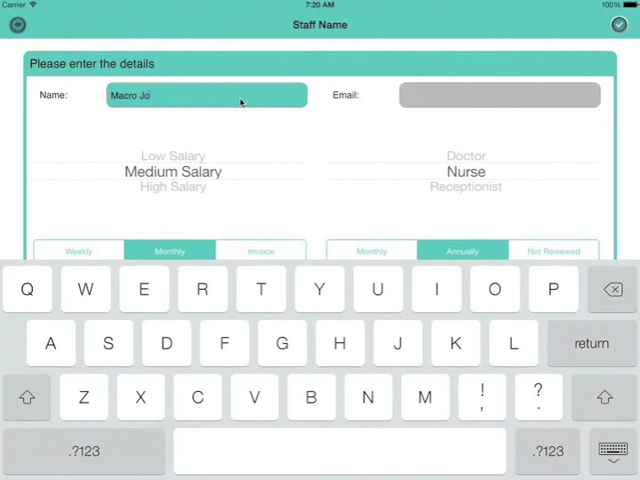 Carrier 7:20 AM 100%
Staff Name
Please enter the details
Name: Macro Jo Email:
Low Salary Doctor
Medium Salary Nurse
High Salary Receptionist
Weekly Monthly Invoice Monthly Annually Not Reviewed
Q W E R T Y U I O P
A S D F G H J K L return
Z X C V B N M ! , ? .
.?123 .?123